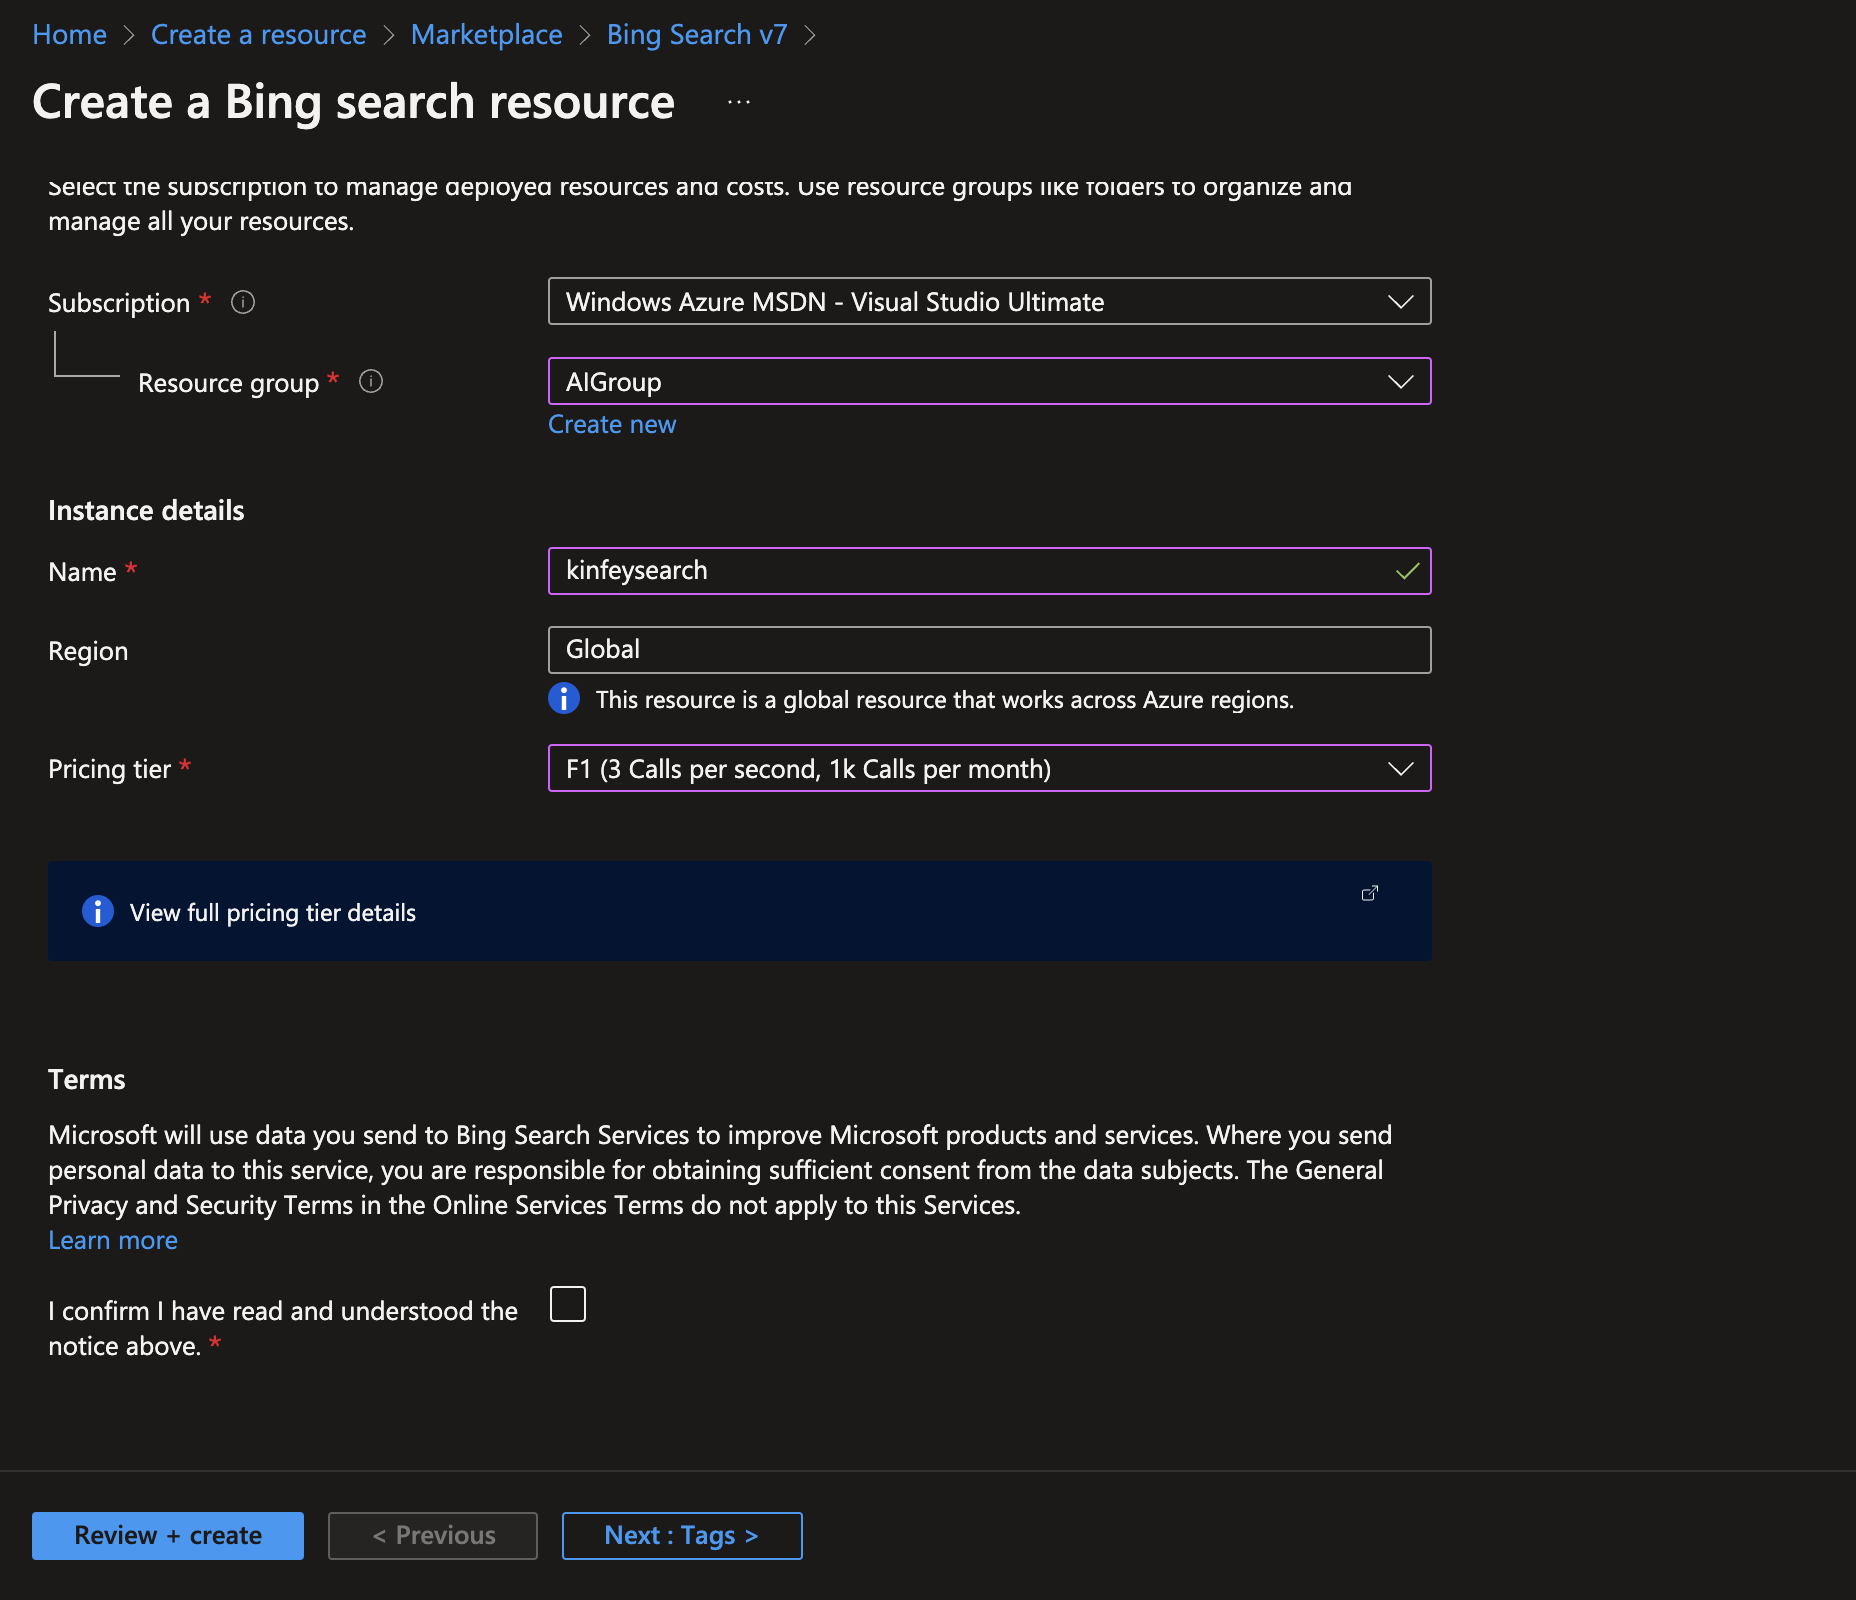 Home > Create a resource > Marketplace > Bing Search v7 >
Create a Bing search resource ...
Select the subscription to manage deployed resources and costs. Use resource groups like folders to organize and
manage all your resources.
Subscription * Windows Azure MSDN - Visual Studio Ultimate
Resource group * AIGroup
Create new
Instance details
Name * kinfeysearch
Region Global
This resource is a global resource that works across Azure regions.
Pricing tier * F1 (3 Calls per second, 1k Calls per month)
View full pricing tier details
Terms
Microsoft will use data you send to Bing Search Services to improve Microsoft products and services. Where you send
personal data to this service, you are responsible for obtaining sufficient consent from the data subjects. The General
Privacy and Security Terms in the Online Services Terms do not apply to this Services.
Learn more
I confirm I have read and understood the
notice above. *
Review + create < Previous Next : Tags >